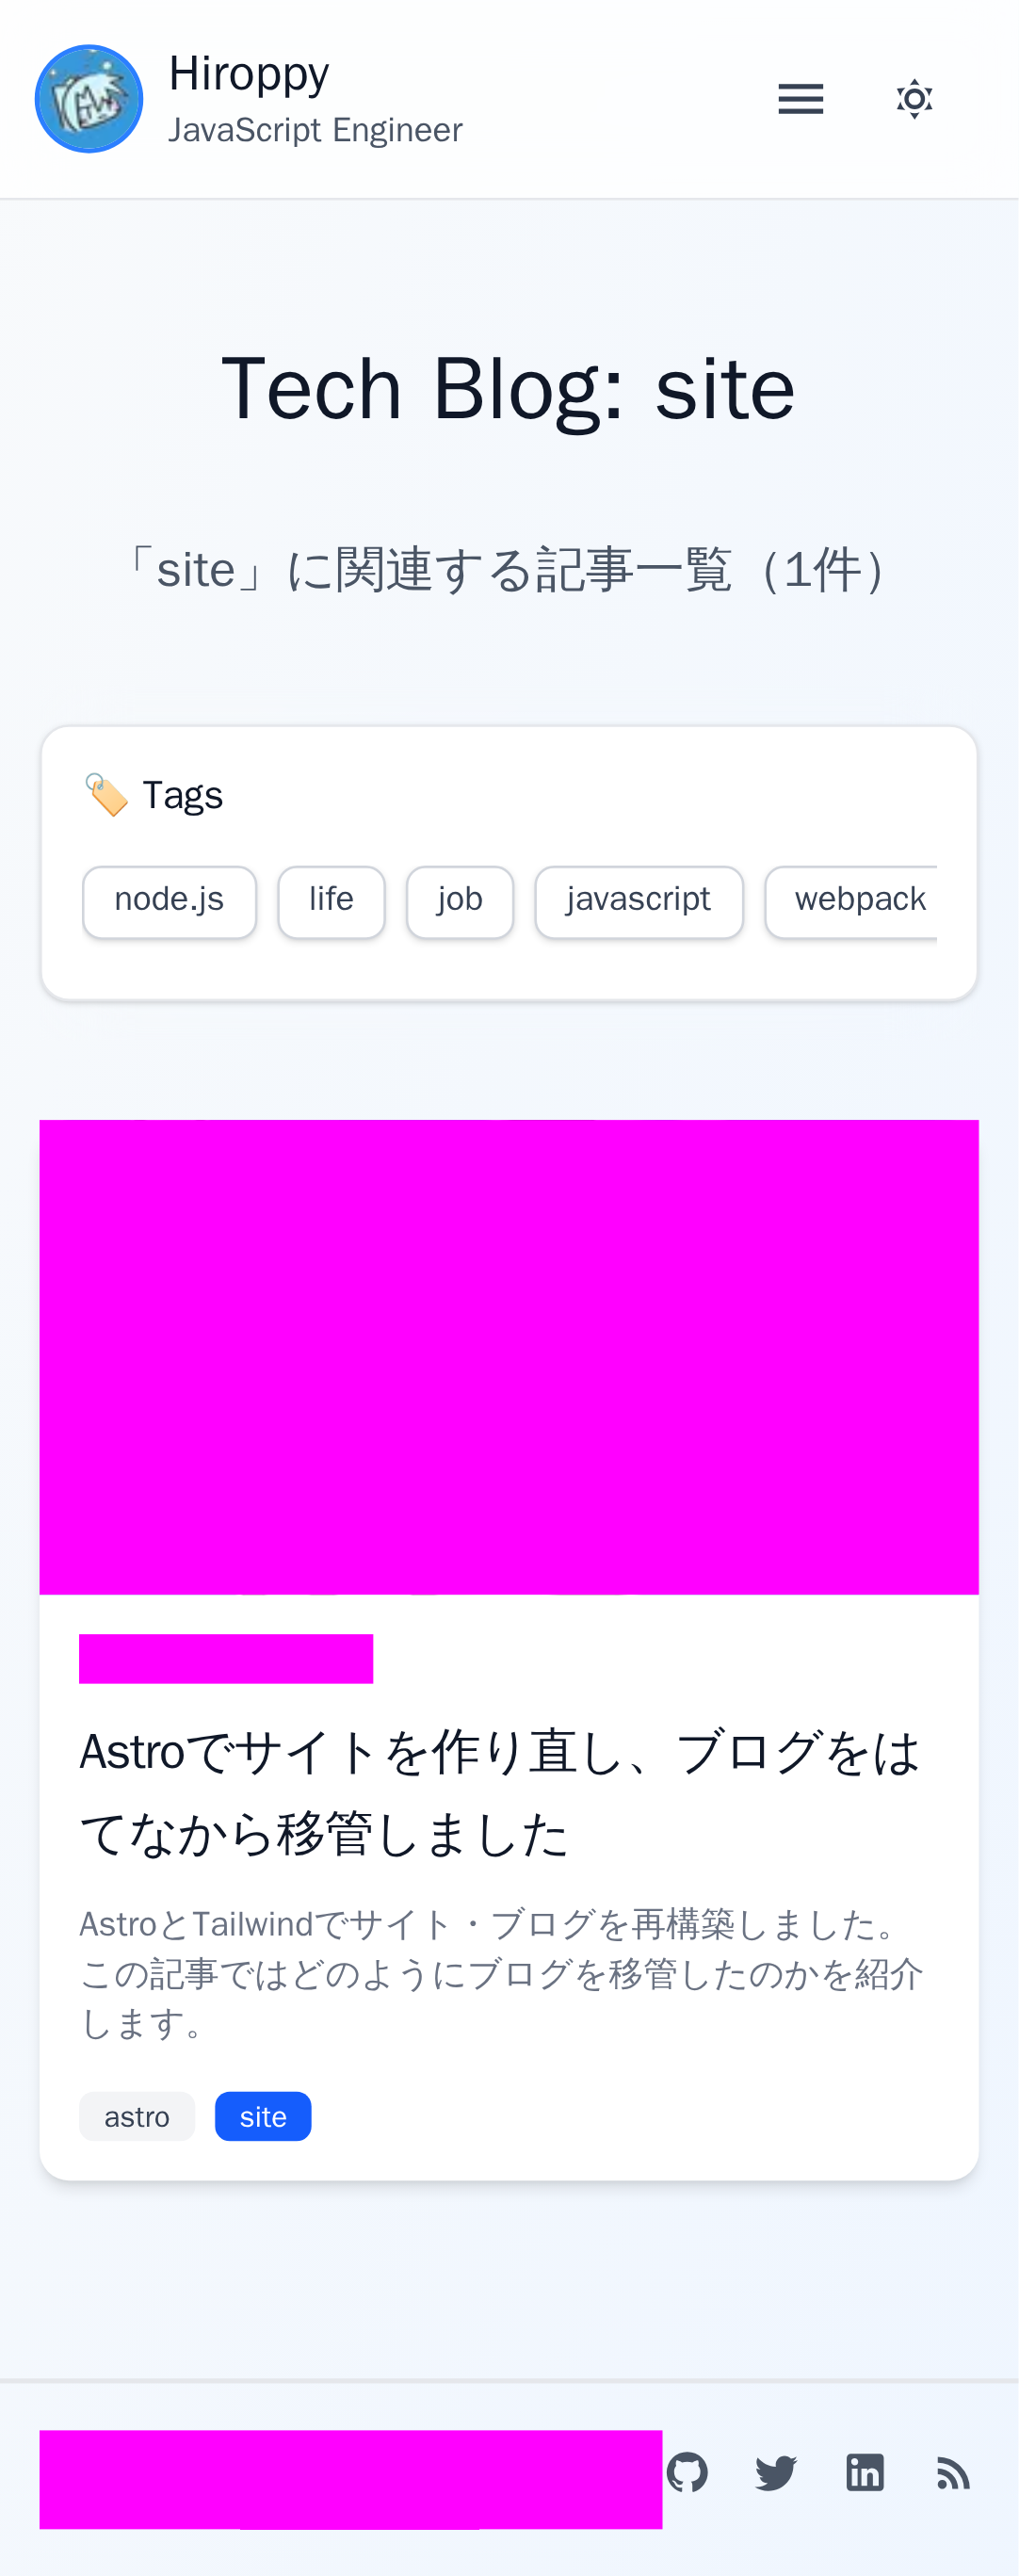 Hiroppy
JavaScript Engineer
Tech Blog: site
「site」に関連する記事一覧（1件）
🏷️ Tags
node.js life job javascript webpack
Astroでサイトを作り直し、ブログをは
てなから移管しました
AstroとTailwindでサイト・ブログを再構築しました。
この記事ではどのようにブログを移管したのかを紹介
します。
astro site